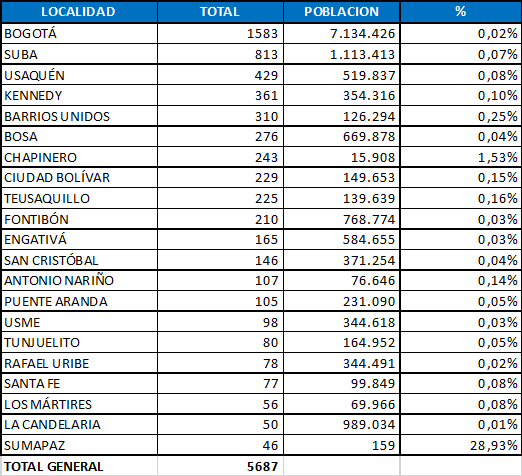 LOCALIDAD TOTAL POBLACION %
BOGOTÁ 1583 7.134.426 0,02%
SUBA 813 1.113.413 0,07%
USAQUÉN 429 519.837 0,08%
KENNEDY 361 354.316 0,10%
BARRIOS UNIDOS 310 126.294 0,25%
BOSA 276 669.878 0,04%
CHAPINERO 243 15.908 1,53%
CIUDAD BOLÍVAR 229 149.653 0,15%
TEUSAQUILLO 225 139.639 0,16%
FONTIBÓN 210 768.774 0,03%
ENGATIVÁ 165 584.655 0,03%
SAN CRISTÓBAL 146 371.254 0,04%
ANTONIO NARIÑO 107 76.646 0,14%
PUENTE ARANDA 105 231.090 0,05%
USME 98 344.618 0,03%
TUNJUELITO 80 164.952 0,05%
RAFAEL URIBE 78 344.491 0,02%
SANTA FE 77 99.849 0,08%
LOS MÁRTIRES 56 69.966 0,08%
LA CANDELARIA 50 989.034 0,01%
SUMAPAZ 46 159 28,93%
TOTAL GENERAL 5687